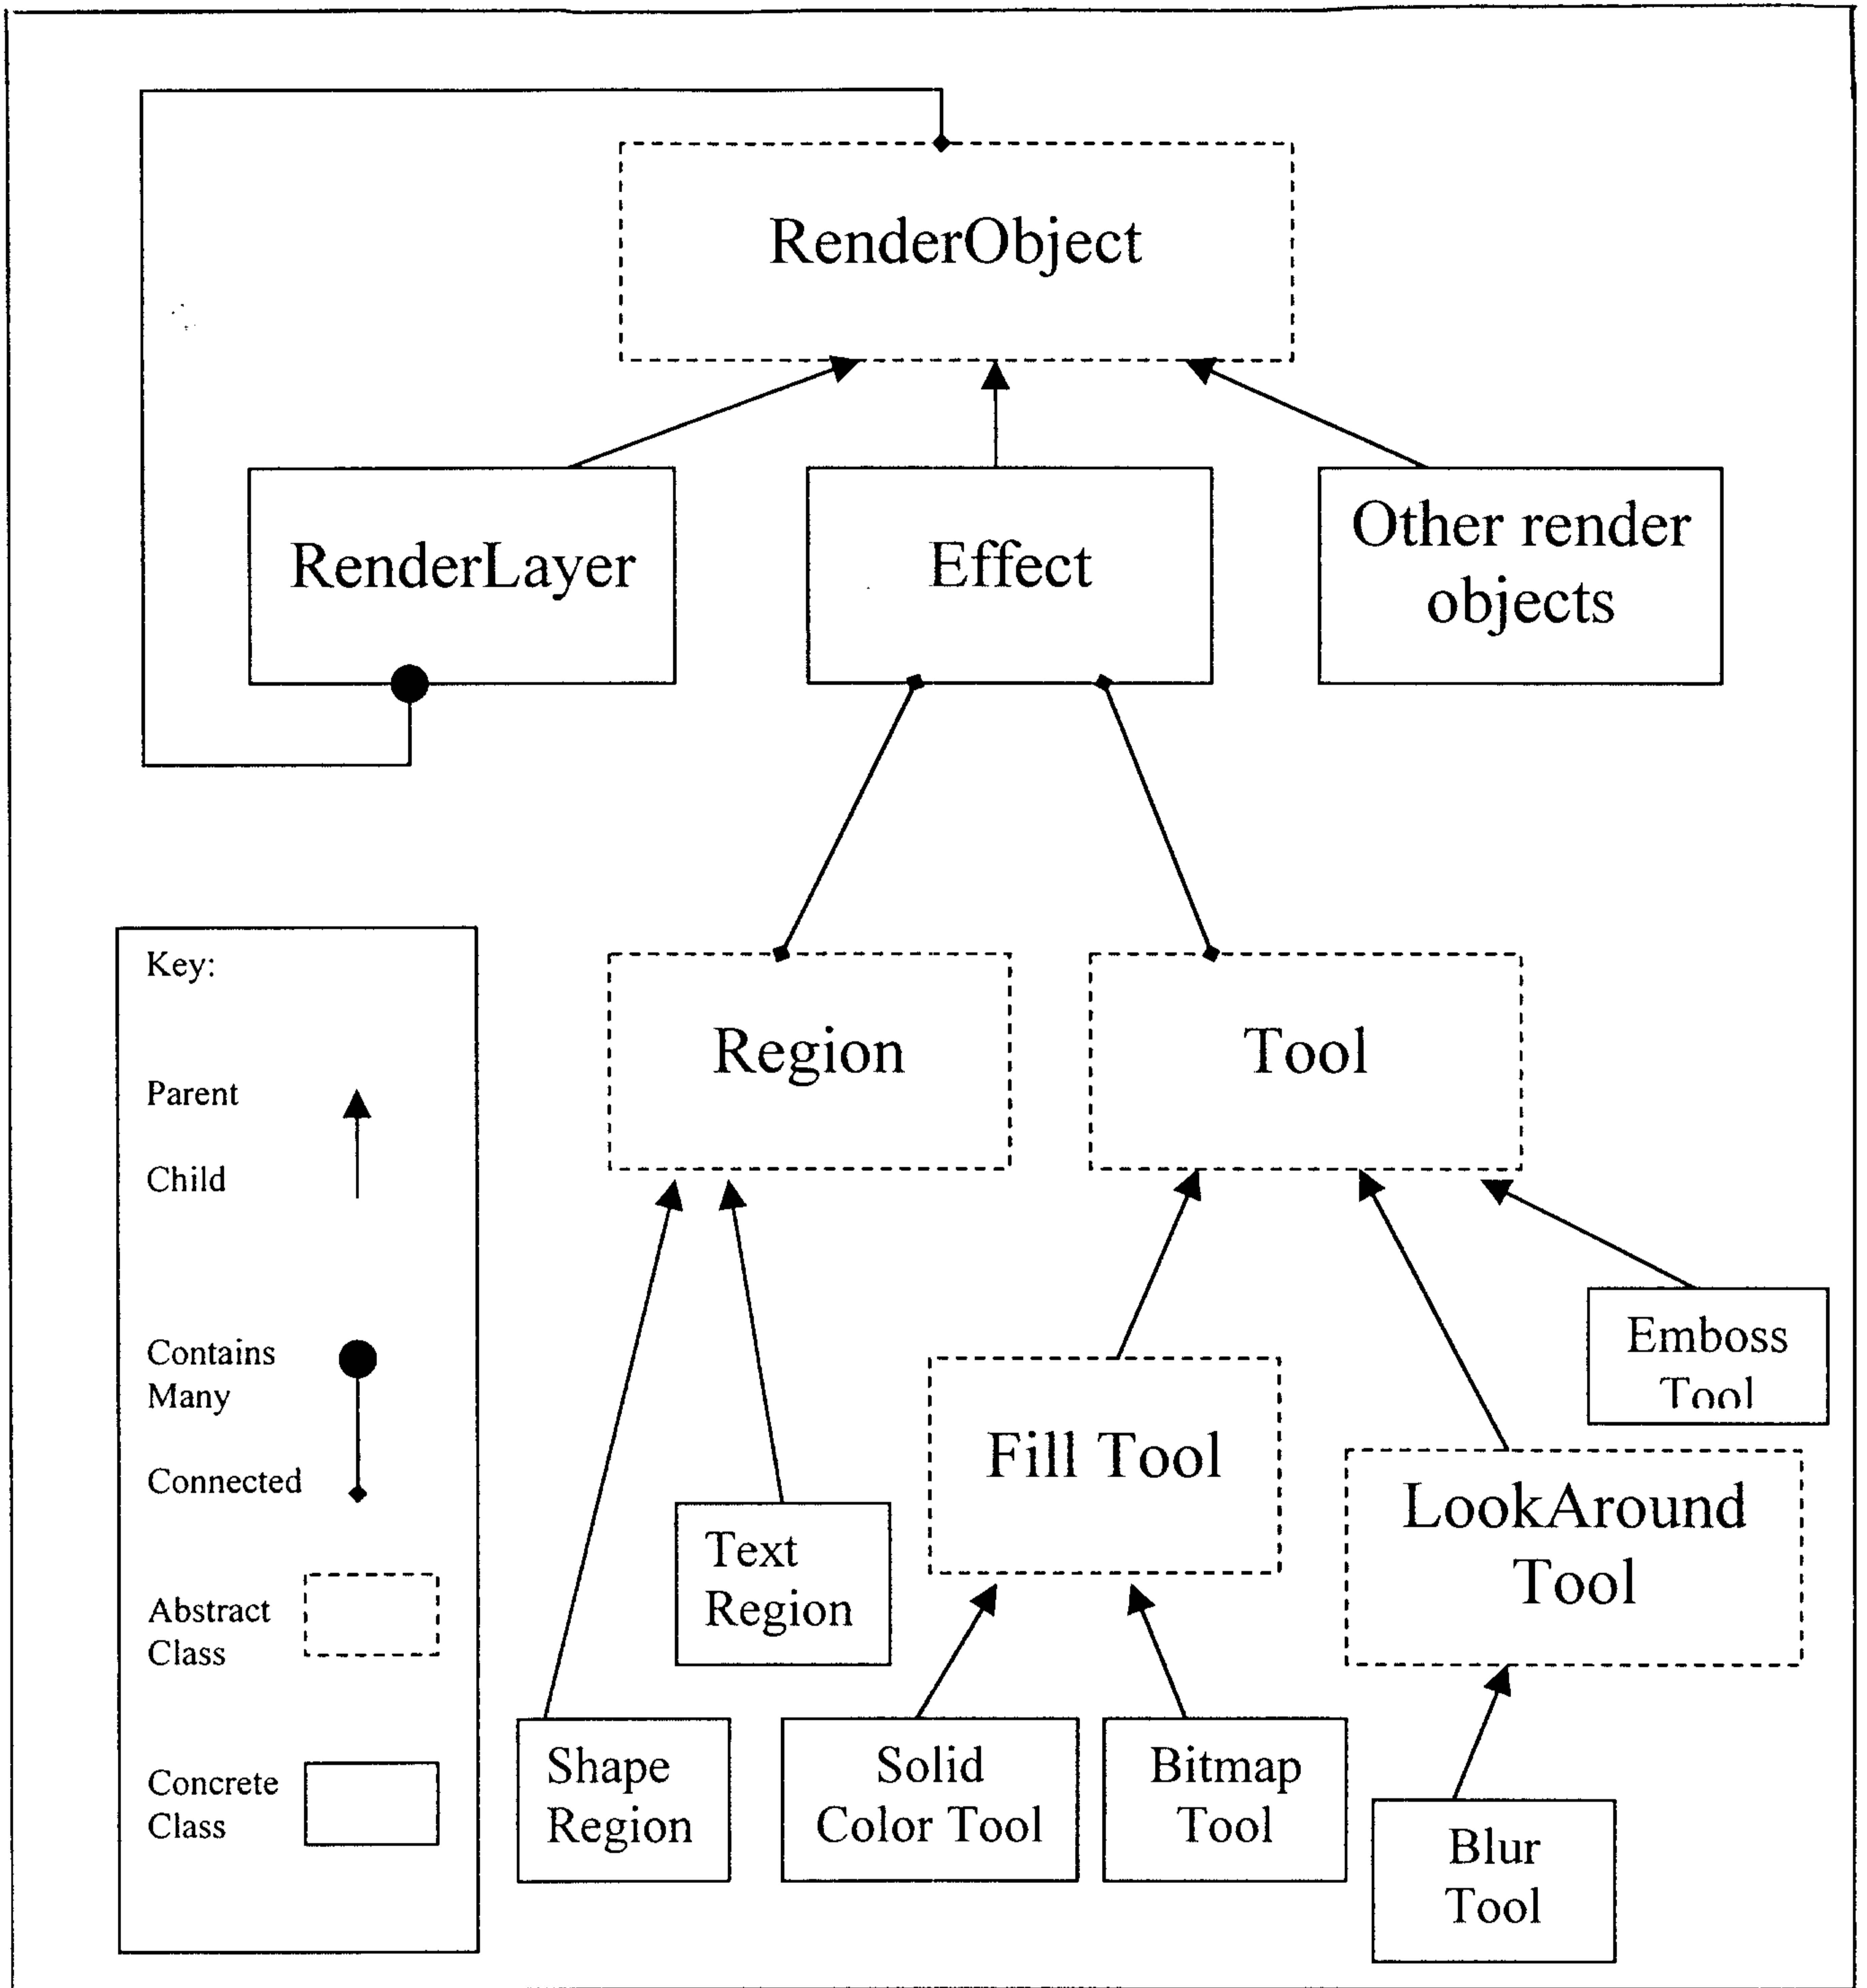 RenderObject
RenderLayer
Effect
Other render
objects
Key:
Parent
Child
Contains
Many
Connected
Abstract
Class
Concrete
Class
Region
Tool
Emboss
Tool
Fill Tool
LookAround
Tool
Text
Region
Shape
Region
Solid
Color Tool
Bitmap
Tool
Blur
Tool